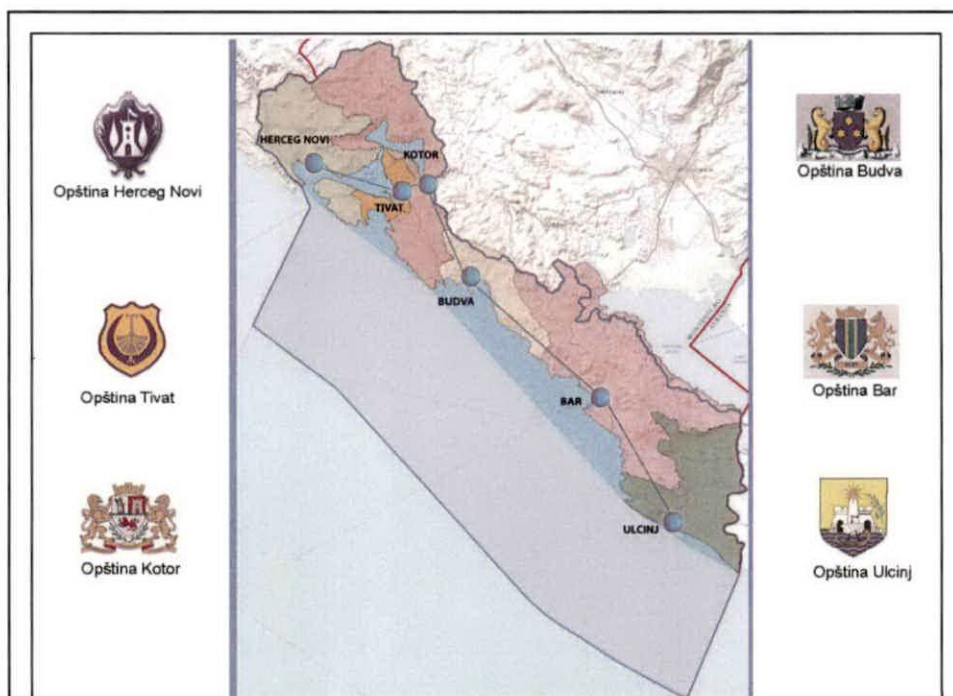 Opština Herceg Novi
Opština Tivat
Opština Kotor
HERCEG NOVI
KOTOR
TIVAT
BUDVA
BAR
ULCINJ
Opština Budva
Opština Bar
Opština Ulcinj